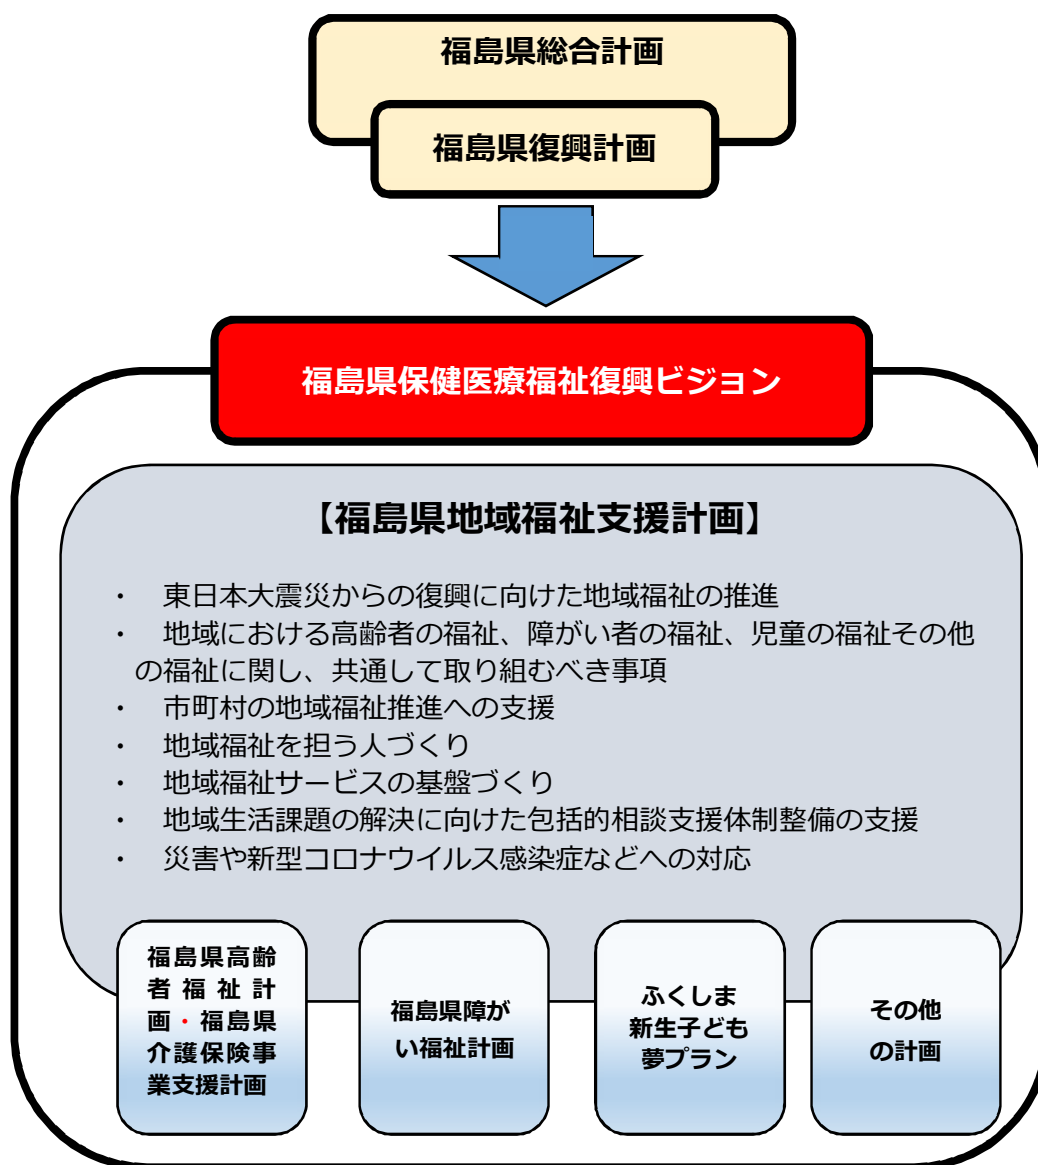 福島県総合計画
福島県復興計画
福島県保健医療福祉復興ビジョン
【福島県地域福祉支援計画】
・ 東日本大震災からの復興に向けた地域福祉の推進
・ 地域における高齢者の福祉、障がい者の福祉、児童の福祉その他
の福祉に関し、共通して取り組むべき事項
・ 市町村の地域福祉推進への支援
・ 地域福祉を担う人づくり
・ 地域福祉サービスの基盤づくり
・ 地域生活課題の解決に向けた包括的相談支援体制整備の支援
・ 災害や新型コロナウイルス感染症などへの対応
福島県高齢
者福祉計
画・福島県
介護保険事
業支援計画
福島県障が
い福祉計画
ふくしま
新生子ども
夢プラン
その他
の計画